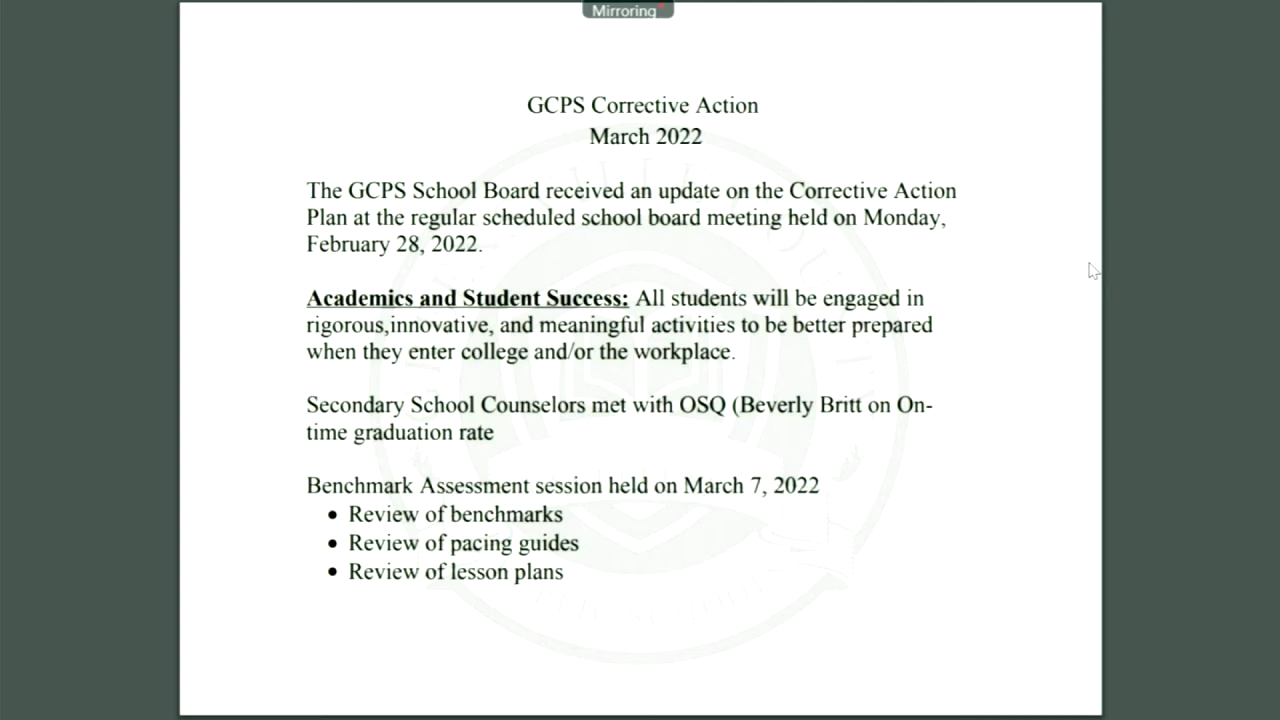 Mirroring
GCPS Corrective Action
March 2022
The GCPS School Board received an update on the Corrective Action
Plan at the regular scheduled school board meeting held on Monday,
February 28, 2022.
Academics and Student Success: All students will be engaged in
rigorous,innovative, and meaningful activities to be better prepared
when they enter college and/or the workplace.
Secondary School Counselors met with OSQ (Beverly Britt on On-
time graduation rate
Benchmark Assessment session held on March 7, 2022
• Review of benchmarks
• Review of pacing guides
• Review of lesson plans